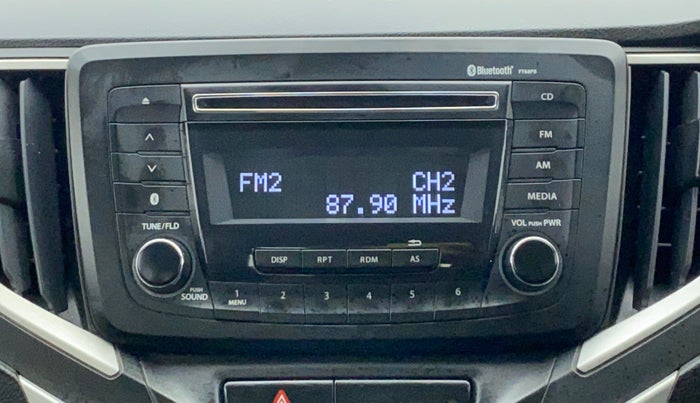 Bluetooth
CD
FM
AM
MEDIA
FM2 CH2
87.90 MHz
TUNE/FLD
VOL PUSH PWR
DISP RPT RDM AS
PUSH
SOUND
1 2 3 4 5 6
MENU